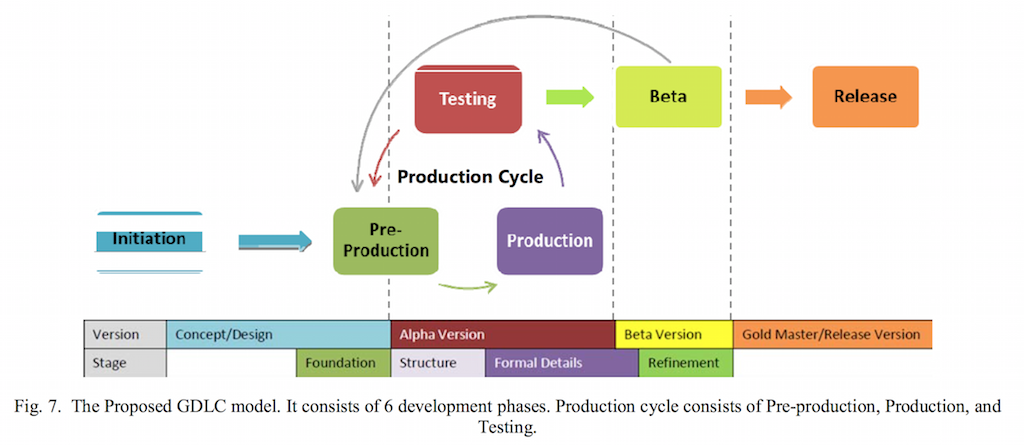 Testing
Beta
Release
Production Cycle
Initiation
Pre-
Production
Production
Version
Concept/Design
Alpha Version
Beta Version
Gold Master/Release Version
Stage
Foundation
Structure
Formal Details
Refinement
Fig. 7. The Proposed GDLC model. It consists of 6 development phases. Production cycle consists of Pre-production, Production, and
Testing.